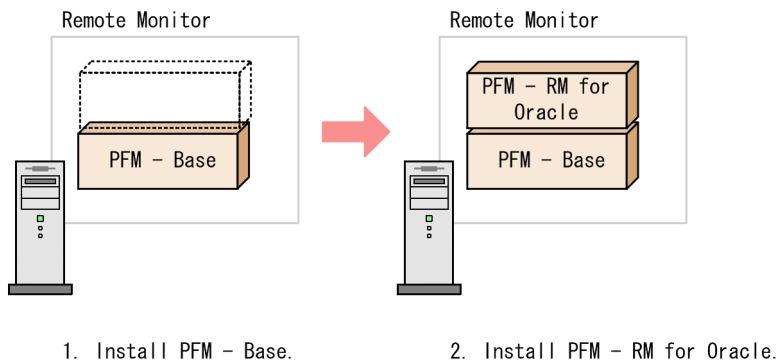 Remote Monitor
PFM - Base
1. Install PFM - Base.
Remote Monitor
PFM - RM for
Oracle
PFM - Base
2. Install PFM - RM for Oracle.